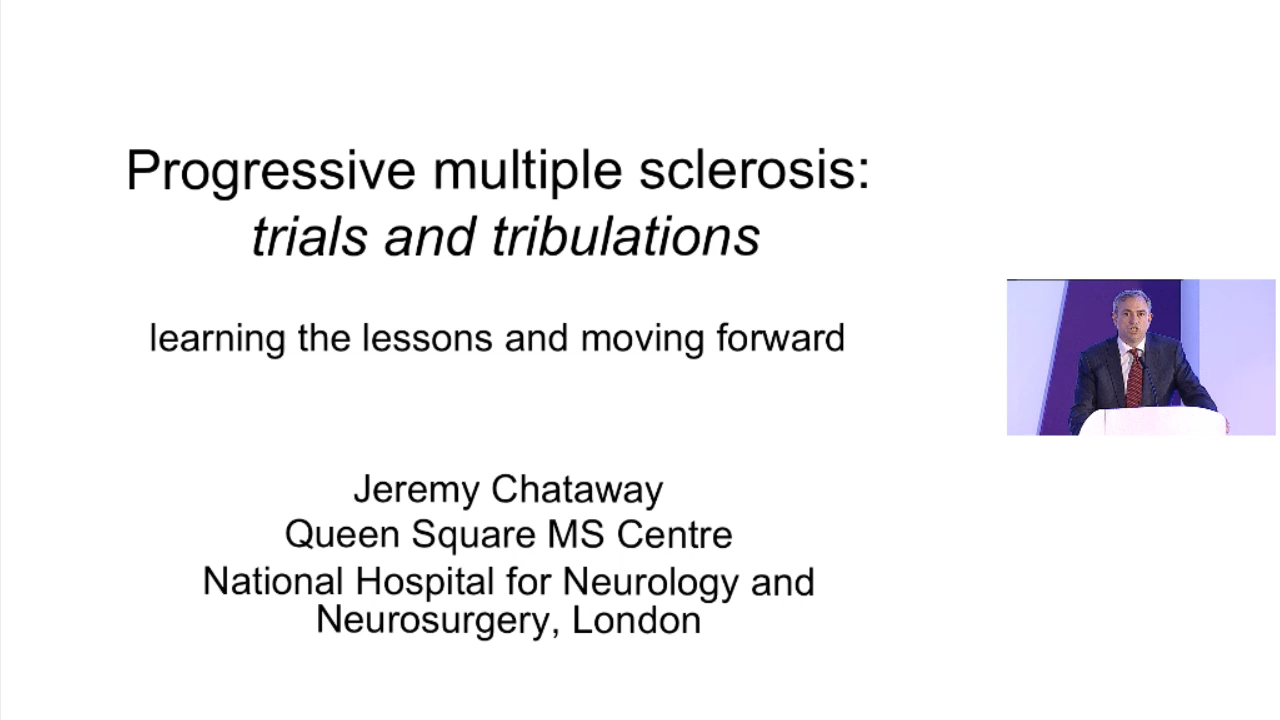 Progressive multiple sclerosis:
trials and tribulations
learning the lessons and moving forward
Jeremy Chataway
Queen Square MS Centre
National Hospital for Neurology and
Neurosurgery, London